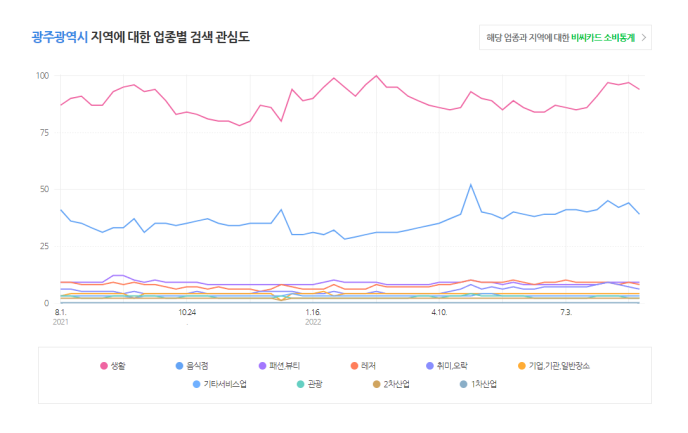 광주광역시 지역에 대한 업종별 검색 관심도
해당 업종과 지역에 대한 비씨카드 소비통계
100
75
50
25
0
8.1. 10.24 1.16. 4.10. 7.3.
2021 2022
생활 음식점 패션,뷰티 레저 취미,오락 기업,기관,일반장소
기타서비스업 관광 2차산업 1차산업